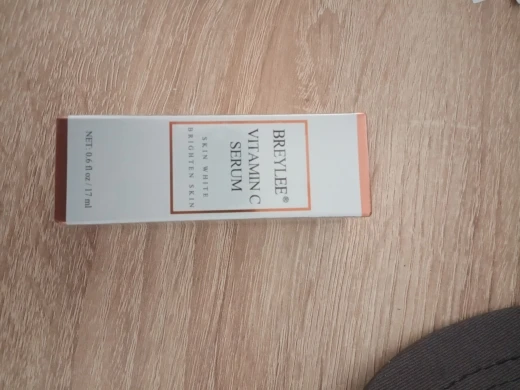 BREYLEE®
VITAMIN C
SERUM
SKIN WHITE
BRIGHTEN SKIN
NET: 0.6 fl oz / 17 ml